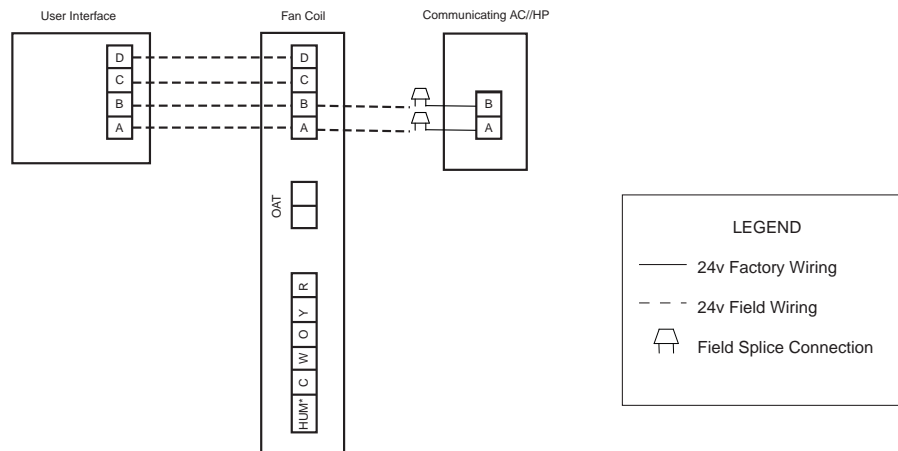 User Interface
Fan Coil
Communicating AC//HP
D
C
B
A
D
C
B
A
B
A
OAT
R
Y
O
W
C
HUM*
LEGEND
24v Factory Wiring
24v Field Wiring
Field Splice Connection